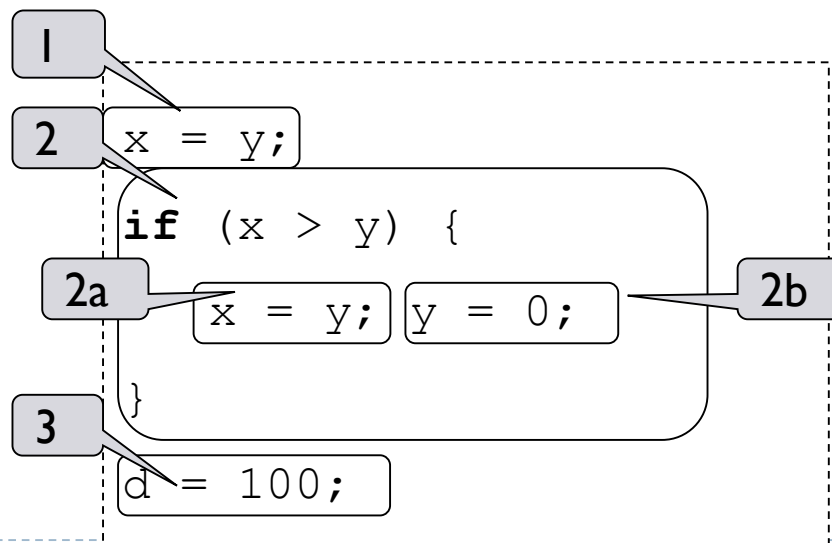 1
2 x = y;
if (x > y) {
2a x = y; y = 0; 2b
}
3
d = 100;